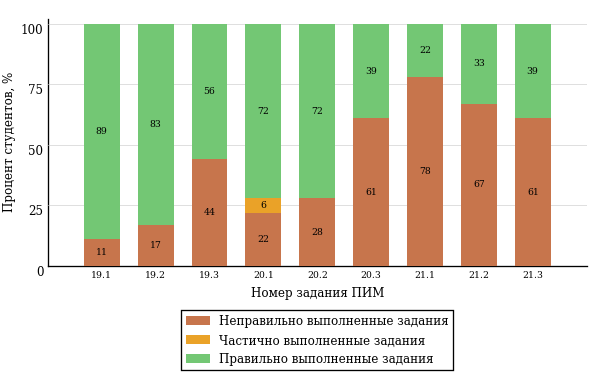 100
75
50
25
0
Процент студентов, %
89 83 56 72 72 39 22 33 39
6
11 17 44 22 28 61 78 67 61
19.1 19.2 19.3 20.1 20.2 20.3 21.1 21.2 21.3
Номер задания ПИМ
Неправильно выполненные задания
Частично выполненные задания
Правильно выполненные задания